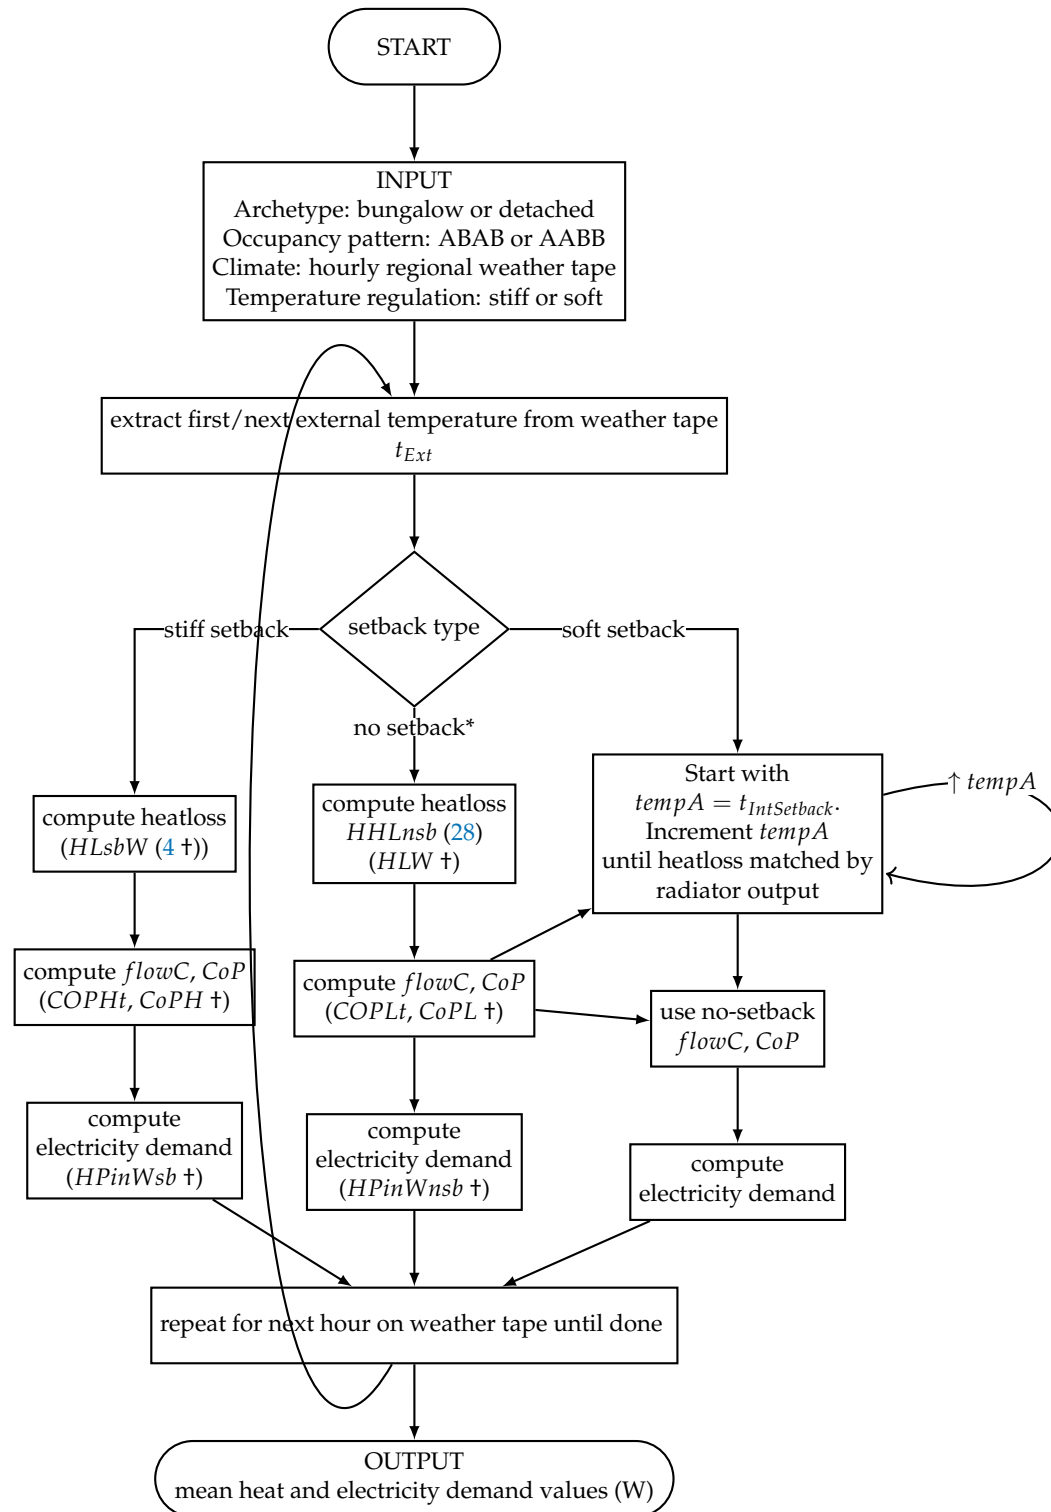 START
INPUT
Archetype: bungalow or detached
Occupancy pattern: ABAB or AABB
Climate: hourly regional weather tape
Temperature regulation: stiff or soft
extract first/next external temperature from weather tape
t_Ext
setback type
stiff setback
soft setback
no setback*
compute heatloss
(HLsbW (4 †))
compute heatloss
HHLnsb (28)
(HLW †)
Start with
tempA = t_IntSetback.
Increment tempA
until heatloss matched by
radiator output
↑ tempA
compute flowC, CoP
(COPHt, CoPH †)
compute flowC, CoP
(COPLt, CoPL †)
use no-setback
flowC, CoP
compute
electricity demand
(HPinWsb †)
compute
electricity demand
(HPinWnsb †)
compute
electricity demand
repeat for next hour on weather tape until done
OUTPUT
mean heat and electricity demand values (W)